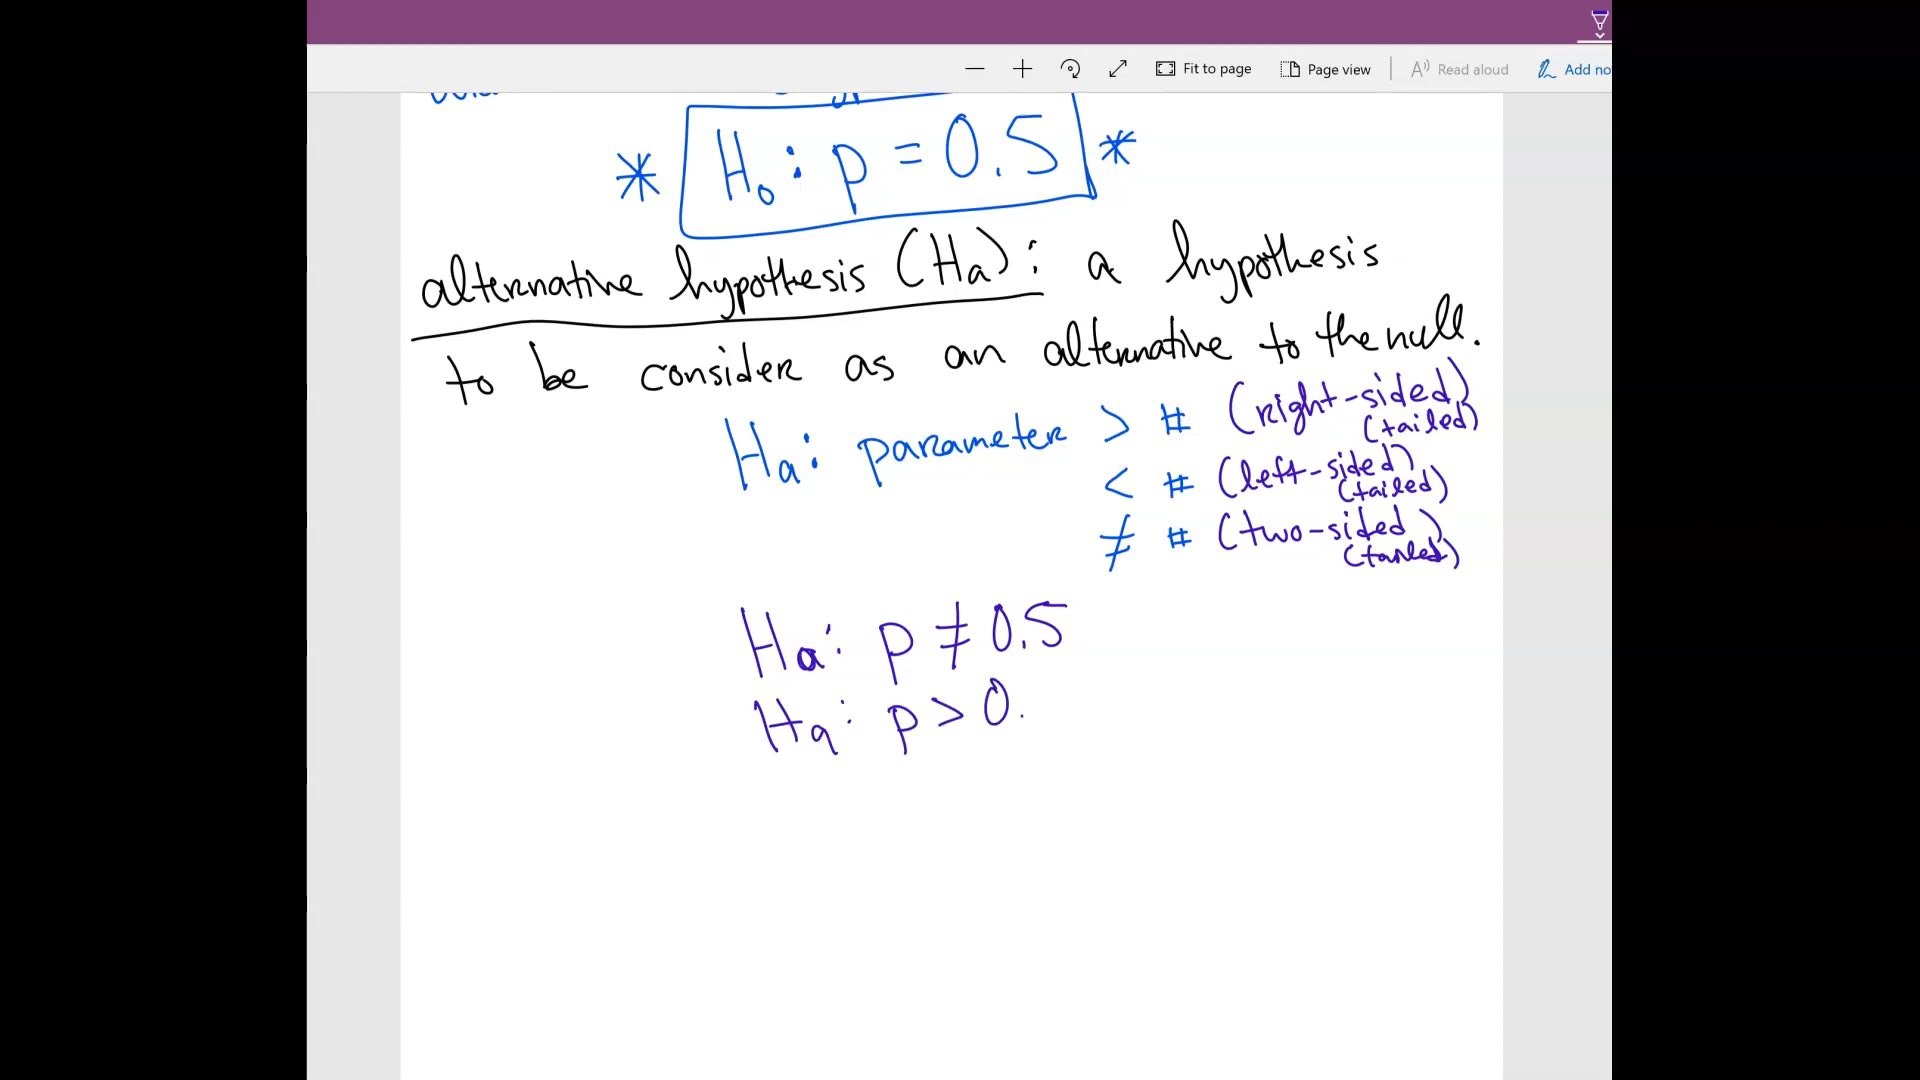 Fit to page Page view A)) Read aloud Add no
* H₀: p = 0.5 *
alternative hypothesis (Ha): a hypothesis
to be consider as an alternative to the null.
Ha: parameter > # (right-sided)
(tailed)
< # (left-sided)
(tailed)
≠ # (two-sided)
(tailed)
Ha: p ≠ 0.5
Ha: p > 0.